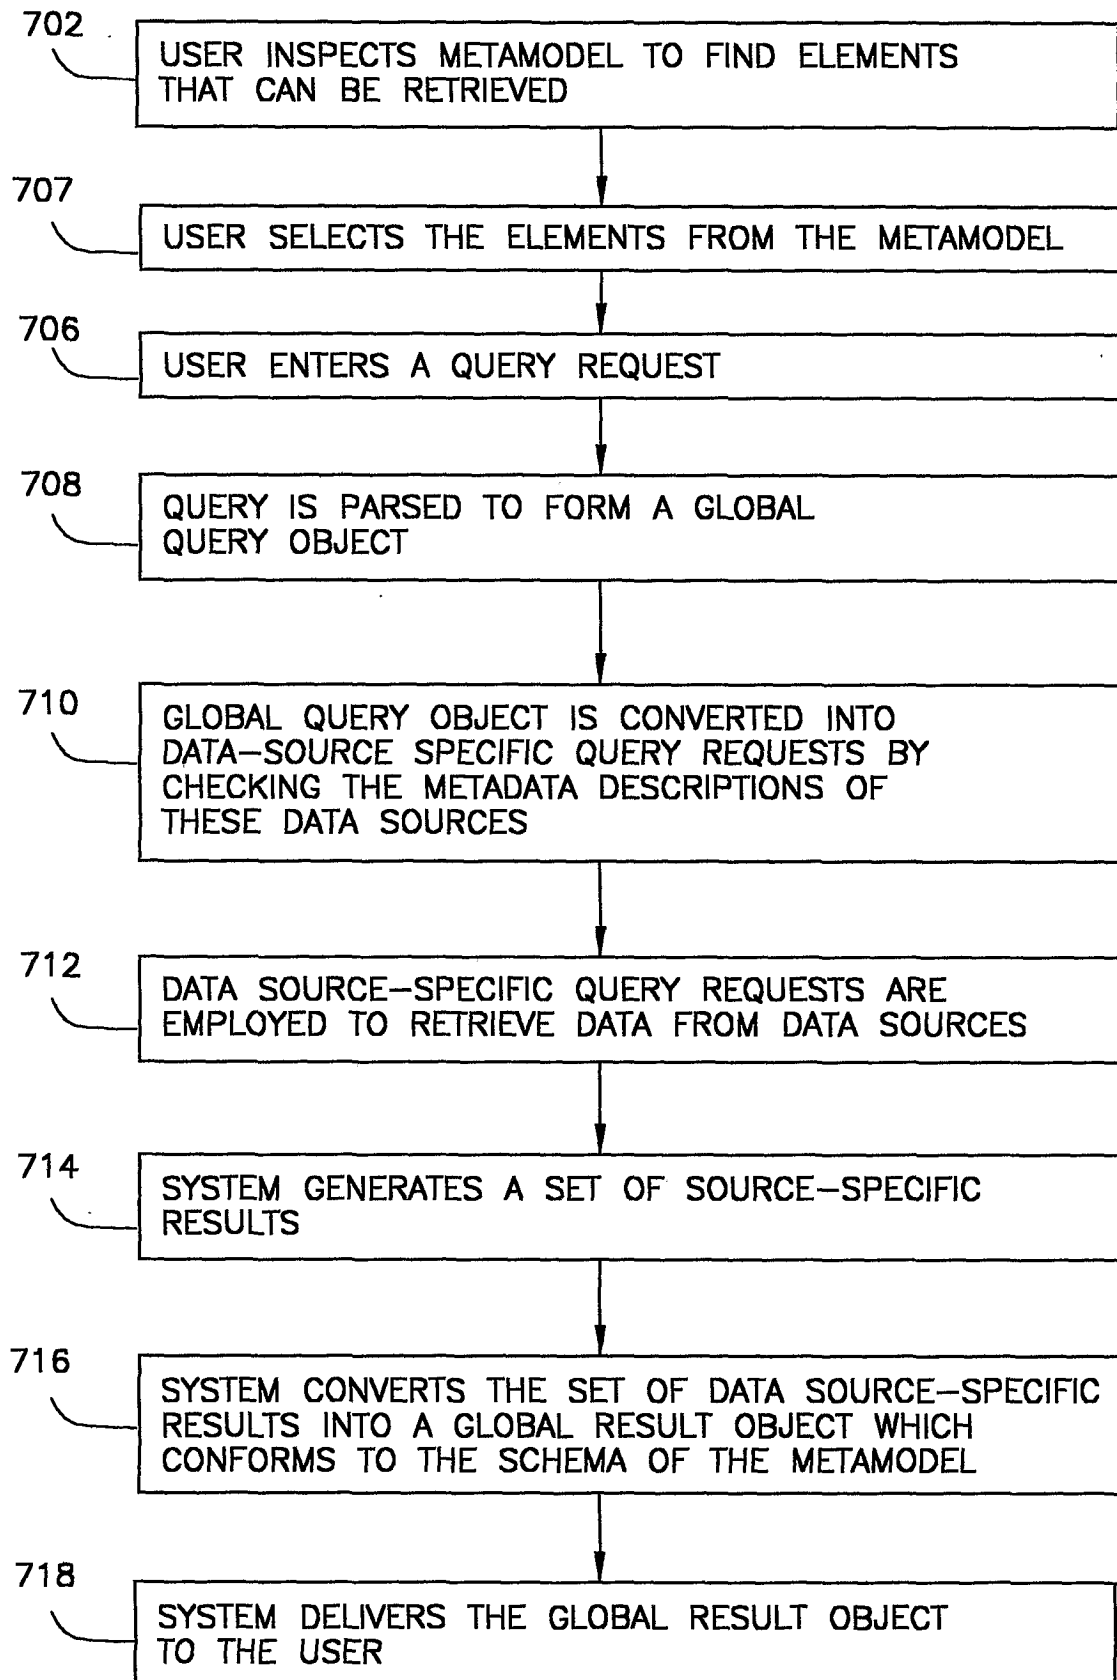 702
USER INSPECTS METAMODEL TO FIND ELEMENTS
THAT CAN BE RETRIEVED
707
USER SELECTS THE ELEMENTS FROM THE METAMODEL
706
USER ENTERS A QUERY REQUEST
708
QUERY IS PARSED TO FORM A GLOBAL
QUERY OBJECT
710
GLOBAL QUERY OBJECT IS CONVERTED INTO
DATA-SOURCE SPECIFIC QUERY REQUESTS BY
CHECKING THE METADATA DESCRIPTIONS OF
THESE DATA SOURCES
712
DATA SOURCE-SPECIFIC QUERY REQUESTS ARE
EMPLOYED TO RETRIEVE DATA FROM DATA SOURCES
714
SYSTEM GENERATES A SET OF SOURCE-SPECIFIC
RESULTS
716
SYSTEM CONVERTS THE SET OF DATA SOURCE-SPECIFIC
RESULTS INTO A GLOBAL RESULT OBJECT WHICH
CONFORMS TO THE SCHEMA OF THE METAMODEL
718
SYSTEM DELIVERS THE GLOBAL RESULT OBJECT
TO THE USER